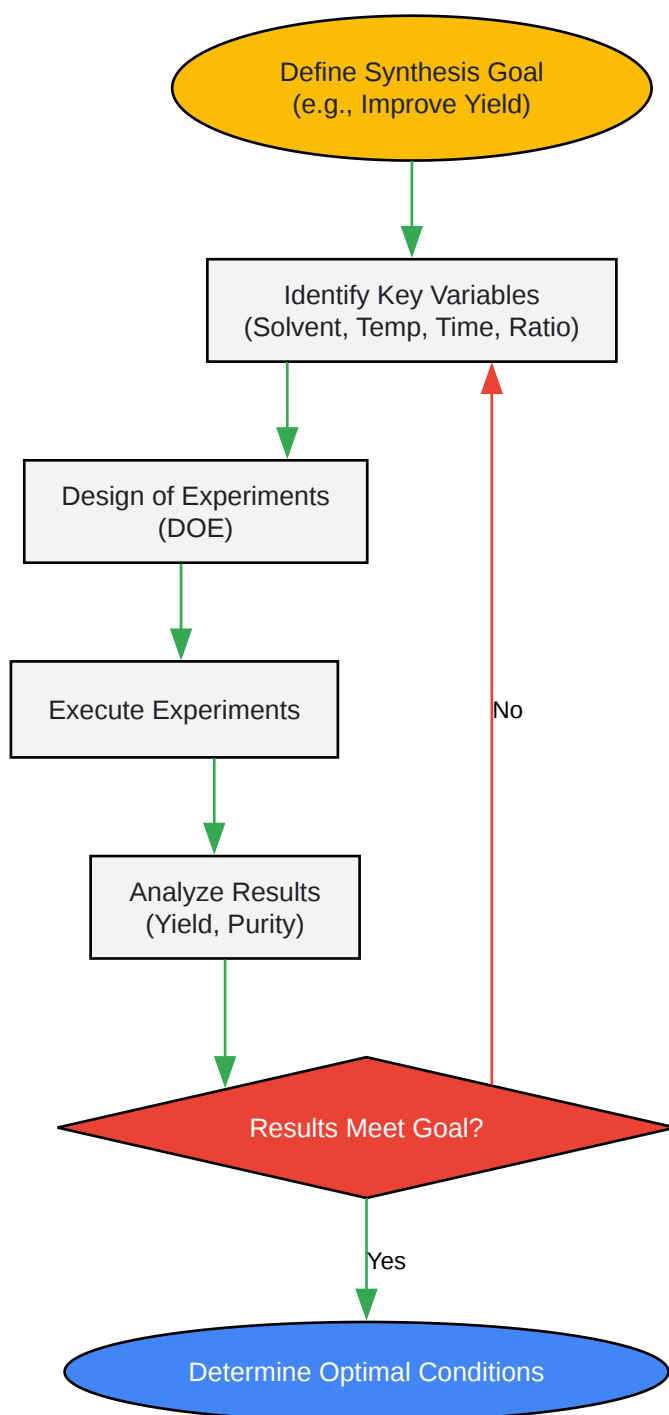 Define Synthesis Goal
(e.g., Improve Yield)
Identify Key Variables
(Solvent, Temp, Time, Ratio)
Design of Experiments
(DOE)
Execute Experiments
No
Analyze Results
(Yield, Purity)
Results Meet Goal?
Yes
Determine Optimal Conditions